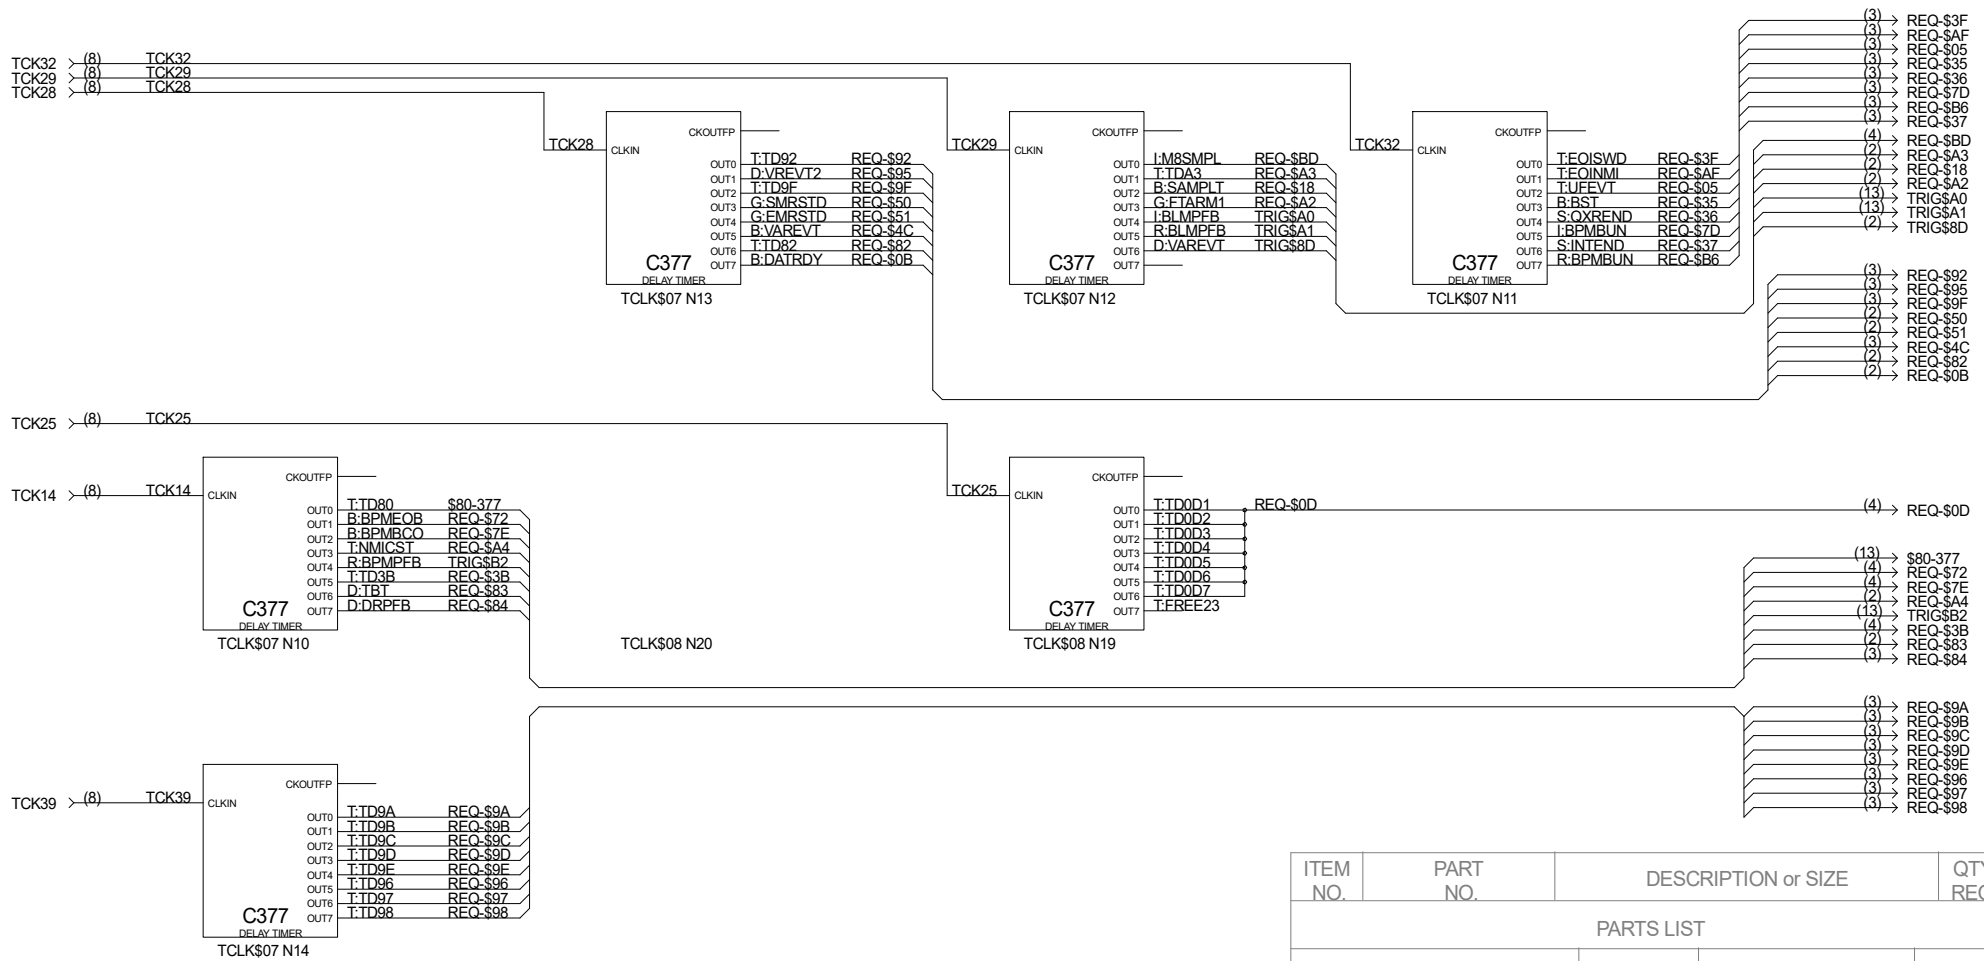 TCK32 (8) TCK32
TCK29 (8) TCK29
TCK28 (8) TCK28
TCK28 CLKIN
CKOUTFP
OUT0 T:TD92 REQ-$92
OUT1 D:VREVT2 REQ-$95
OUT2 T:TD9F REQ-$9F
OUT3 G:SMRSTD REQ-$50
OUT4 G:EMRSTD REQ-$51
OUT5 B:VAREVT REQ-$4C
OUT6 T:TD82 REQ-$82
OUT7 B:DATRDY REQ-$0B
C377
DELAY TIMER
TCLK$07 N13
TCK29 CLKIN
CKOUTFP
OUT0 I:M8SMPL REQ-$BD
OUT1 T:TDA3 REQ-$A3
OUT2 B:SAMPLT REQ-$18
OUT3 G:FTARM1 REQ-$A2
OUT4 I:BLMPFB TRIG$A0
OUT5 R:BLMPFB TRIG$A1
OUT6 D:VAREVT TRIG$8D
OUT7
C377
DELAY TIMER
TCLK$07 N12
TCK32 CLKIN
CKOUTFP
OUT0 T:EOISWD REQ-$3F
OUT1 T:EOINMI REQ-$AF
OUT2 T:UFEVT REQ-$05
OUT3 B:BST REQ-$35
OUT4 S:QXREND REQ-$36
OUT5 I:BPMBUN REQ-$7D
OUT6 S:INTEND REQ-$37
OUT7 R:BPMBUN REQ-$B6
C377
DELAY TIMER
TCLK$07 N11
(3) REQ-$3F
(3) REQ-$AF
(3) REQ-$05
(3) REQ-$35
(3) REQ-$36
(3) REQ-$7D
(3) REQ-$B6
(3) REQ-$37
(4) REQ-$BD
(2) REQ-$A3
(2) REQ-$18
(2) REQ-$A2
(13) TRIG$A0
(13) TRIG$A1
(2) TRIG$8D
(3) REQ-$92
(3) REQ-$95
(3) REQ-$9F
(2) REQ-$50
(2) REQ-$51
(3) REQ-$4C
(2) REQ-$82
(2) REQ-$0B
TCK25 (8) TCK25
TCK14 (8) TCK14 CLKIN
CKOUTFP
OUT0 T:TD80 $80-377
OUT1 B:BPMEOB REQ-$72
OUT2 B:BPMBCO REQ-$7E
OUT3 T:NMICST REQ-$A4
OUT4 R:BPMPFB TRIG$B2
OUT5 T:TD3B REQ-$3B
OUT6 D:TBT REQ-$83
OUT7 D:DRPFB REQ-$84
C377
DELAY TIMER
TCLK$07 N10
TCLK$08 N20
TCK25 CLKIN
CKOUTFP
OUT0 T:TD0D1 REQ-$0D
OUT1 T:TD0D2
OUT2 T:TD0D3
OUT3 T:TD0D4
OUT4 T:TD0D5
OUT5 T:TD0D6
OUT6 T:TD0D7
OUT7 T:FREE23
C377
DELAY TIMER
TCLK$08 N19
(4) REQ-$0D
(13) $80-377
(4) REQ-$72
(4) REQ-$7E
(2) REQ-$A4
(13) TRIG$B2
(4) REQ-$3B
(2) REQ-$83
(3) REQ-$84
(3) REQ-$9A
(3) REQ-$9B
(3) REQ-$9C
(3) REQ-$9D
(3) REQ-$9E
(3) REQ-$96
(3) REQ-$97
(3) REQ-$98
TCK39 (8) TCK39 CLKIN
CKOUTFP
OUT0 T:TD9A REQ-$9A
OUT1 T:TD9B REQ-$9B
OUT2 T:TD9C REQ-$9C
OUT3 T:TD9D REQ-$9D
OUT4 T:TD9E REQ-$9E
OUT5 T:TD96 REQ-$96
OUT6 T:TD97 REQ-$97
OUT7 T:TD98 REQ-$98
C377
DELAY TIMER
TCLK$07 N14
ITEM NO.
PART NO.
DESCRIPTION or SIZE
PARTS LIST